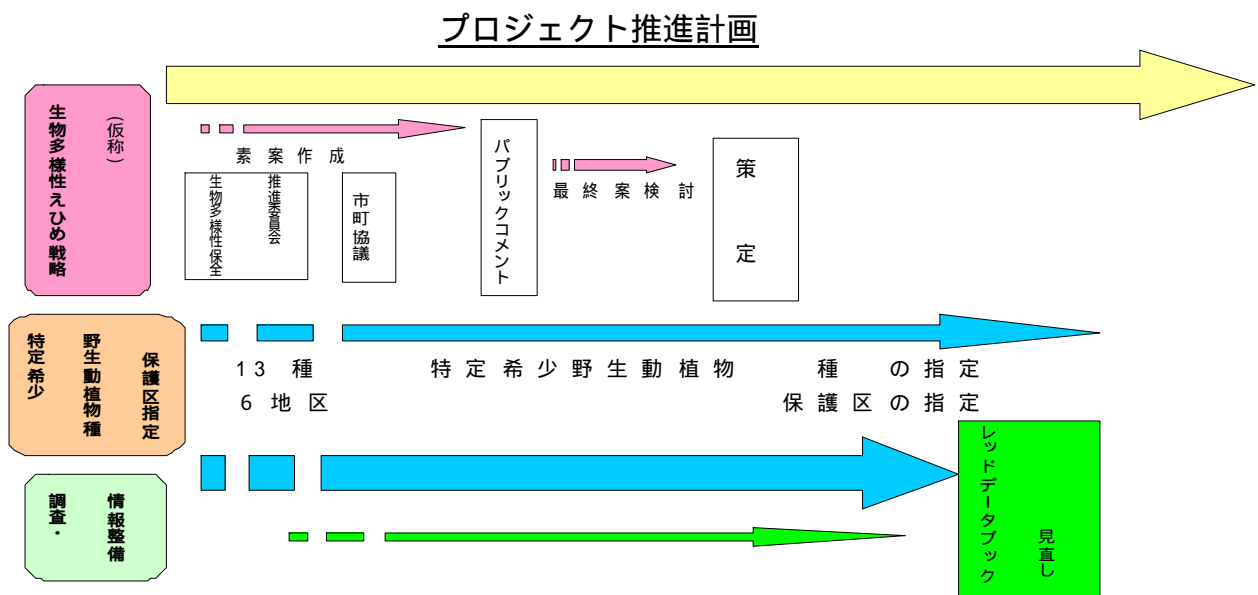 プロジェクト推進計画
(仮称)
生物多様性えひめ戦略
素案作成
推進委員会
生物多様性保全
市町協議
パブリックコメント
最終案検討
策定
特定希少
野生動植物種
保護区指定
13種
6地区
特定希少野生動植物 種 の指定
保護区の指定
調査・
情報整備
レッドデータブック
見直し